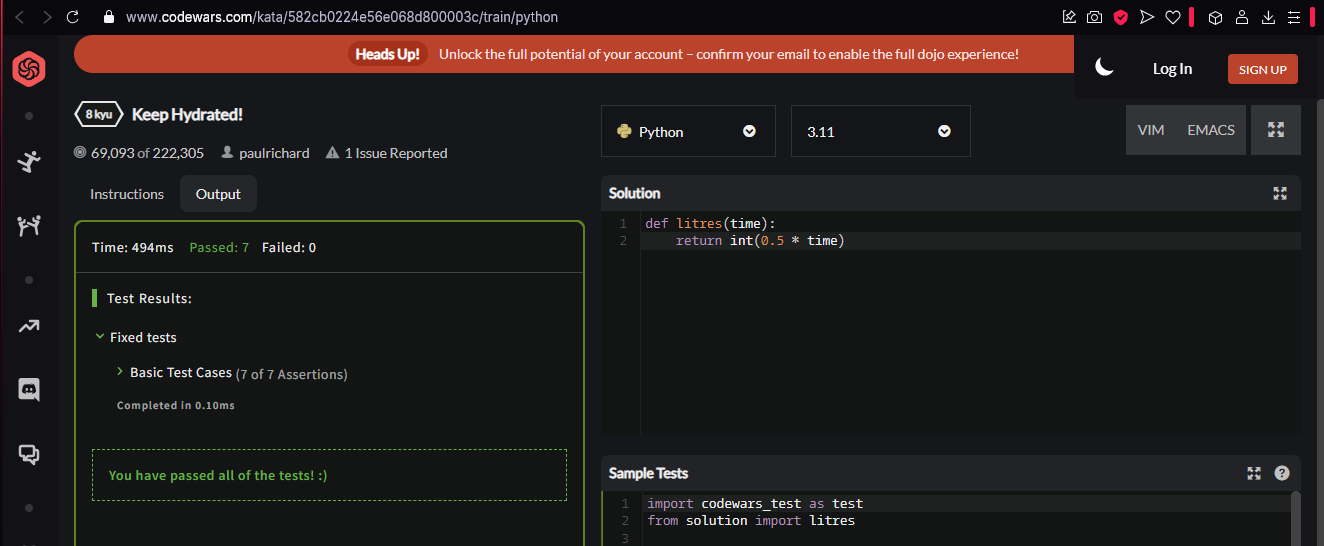 www.codewars.com/kata/582cb0224e56e068d800003c/train/python
Heads Up! Unlock the full potential of your account – confirm your email to enable the full dojo experience!
Log In
SIGN UP
8 kyu Keep Hydrated!
69,093 of 222,305 paulrichard 1 Issue Reported
Python
3.11
VIM EMACS
Instructions Output
Time: 494ms Passed: 7 Failed: 0
Test Results:
Fixed tests
Basic Test Cases (7 of 7 Assertions)
Completed in 0.10ms
You have passed all of the tests! :)
Solution
1 def litres(time):
2     return int(0.5 * time)
Sample Tests
?
1 import codewars_test as test
2 from solution import litres
3